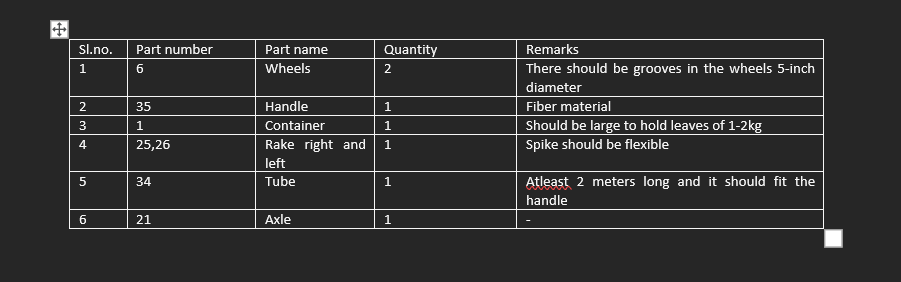 Sl.no. Part number Part name Quantity Remarks
1 6 Wheels 2 There should be grooves in the wheels 5-inch
diameter
2 35 Handle 1 Fiber material
3 1 Container 1 Should be large to hold leaves of 1-2kg
4 25,26 Rake right and 1 Spike should be flexible
left
5 34 Tube 1 Atleast 2 meters long and it should fit the
handle
6 21 Axle 1 -